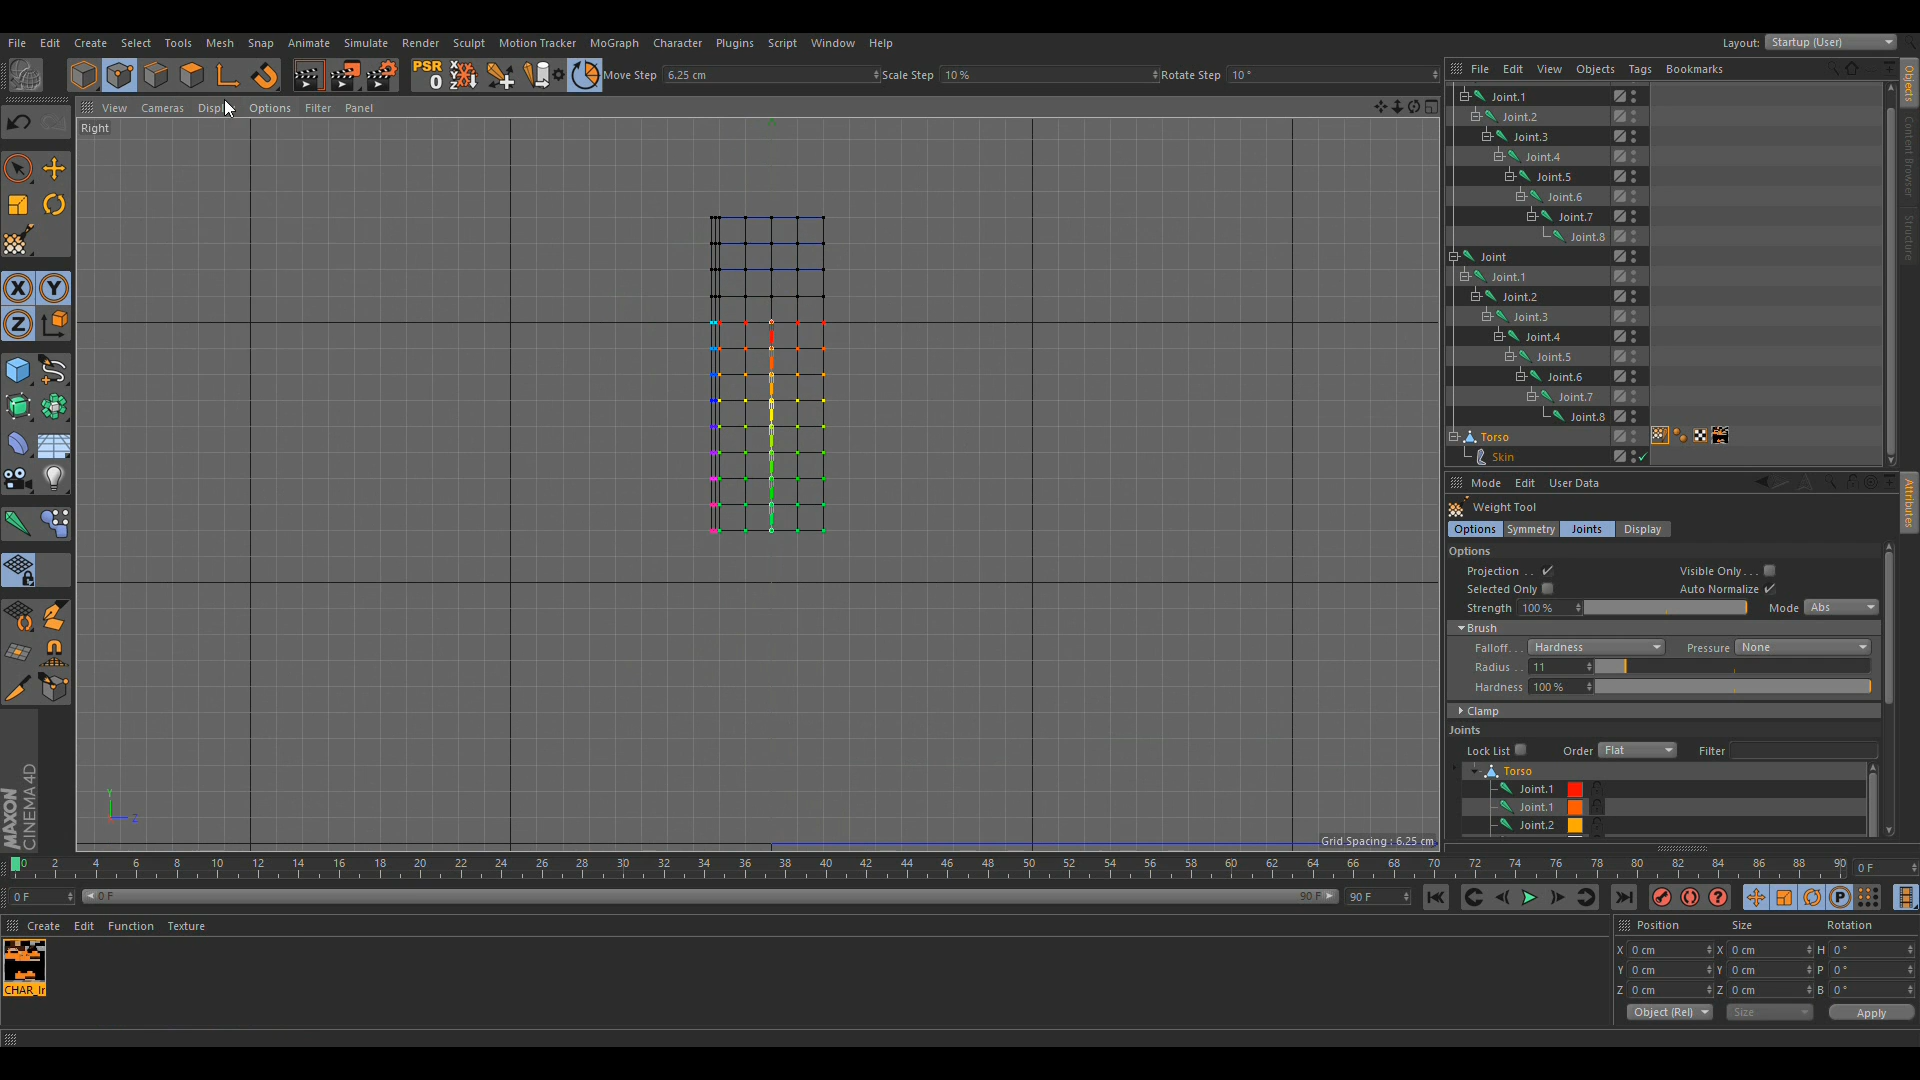 File Edit Create Select Tools Mesh Snap Animate Simulate Render Sculpt Motion Tracker MoGraph Character Plugins Script Window Help
Layout: Startup (User)
PSR 0
Move Step 6.25 cm Scale Step 10 % Rotate Step 10 °
File Edit View Objects Tags Bookmarks
View Cameras Displ Options Filter Panel
Right
Joint.1
Joint.2
Joint.3
Joint.4
Joint.5
Joint.6
Joint.7
Joint.8
Joint
Joint.1
Joint.2
Joint.3
Joint.4
Joint.5
Joint.6
Joint.7
Joint.8
Torso
Skin
Objects
Content Browser
Structure
Attributes
Mode Edit User Data
Weight Tool
Options Symmetry Joints Display
Options
Projection . . Visible Only . . .
Selected Only Auto Normalize
Strength 100 % Mode Abs
Brush
Falloff. . . Hardness Pressure None
Radius . . 11
Hardness 100 %
Clamp
Joints
Lock List Order Flat Filter
Torso
Joint.1
Joint.1
Joint.2
X Y
Z
Y
Z
Grid Spacing : 6.25 cm
MAXON
CINEMA 4D
0 2 4 6 8 10 12 14 16 18 20 22 24 26 28 30 32 34 36 38 40 42 44 46 48 50 52 54 56 58 60 62 64 66 68 70 72 74 76 78 80 82 84 86 88 90 0 F
0 F 0 F 90 F 90 F
Create Edit Function Texture
CHAR_Ir
Position Size Rotation
X 0 cm X 0 cm H 0 °
Y 0 cm Y 0 cm P 0 °
Z 0 cm Z 0 cm B 0 °
Object (Rel) Size Apply